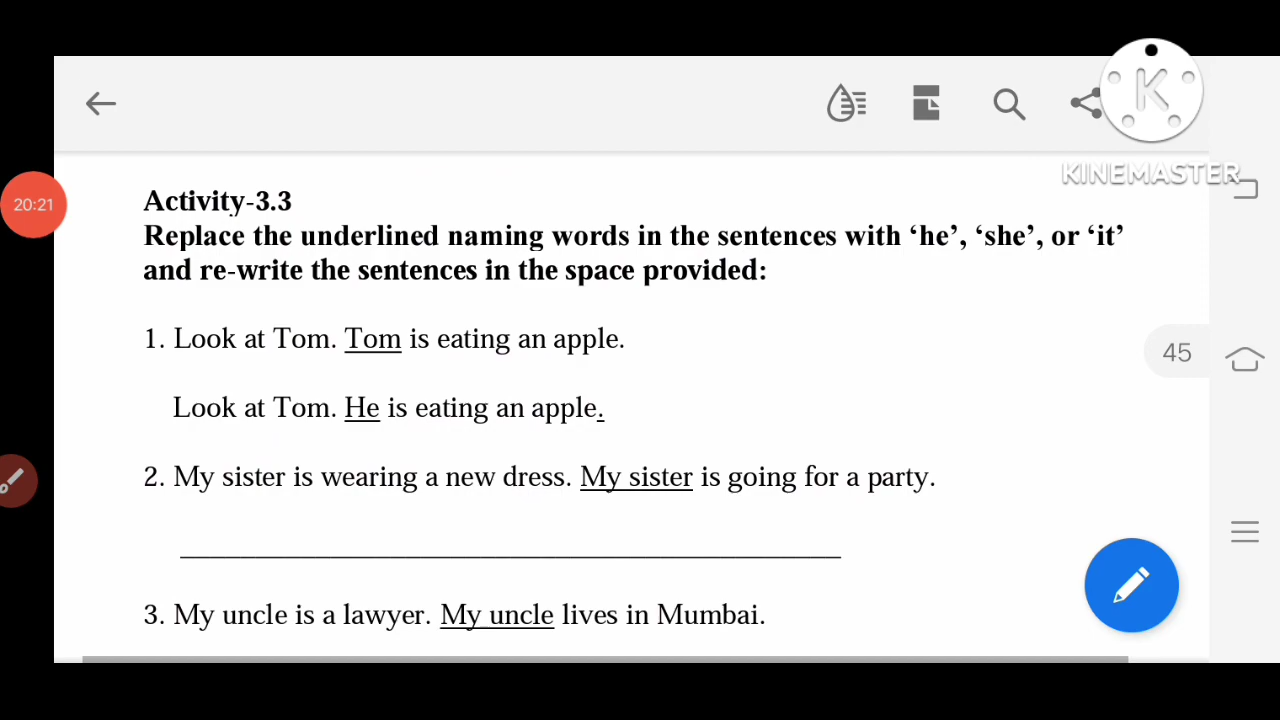 K
KINEMASTER
20:21
Activity-3.3
Replace the underlined naming words in the sentences with ‘he’, ‘she’, or ‘it’
and re-write the sentences in the space provided:
1. Look at Tom. Tom is eating an apple.
45
Look at Tom. He is eating an apple.
2. My sister is wearing a new dress. My sister is going for a party.
3. My uncle is a lawyer. My uncle lives in Mumbai.